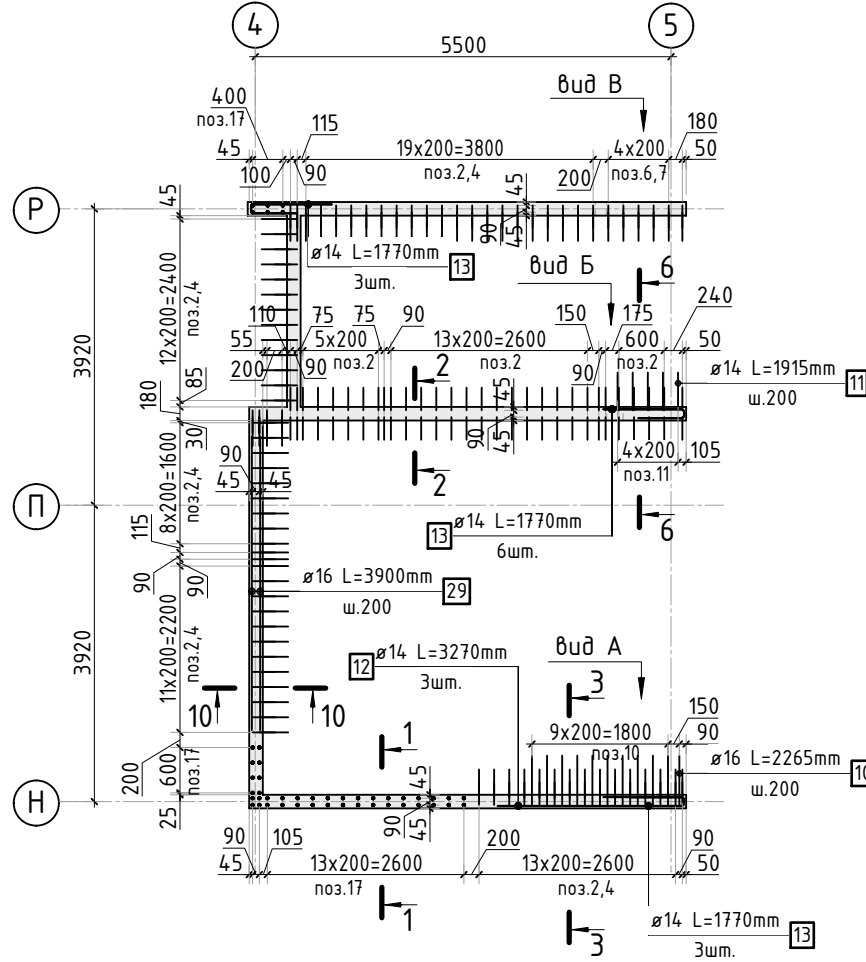 4
5
5500
вид В
400
поз.17
115
180
45
19x200=3800
4x200
50
100
90
поз.2,4
200
поз.6,7
45
45
Р
90
45
ø14 L=1770mm
13
3шт.
вид Б
6
12x200=2400
поз.2,4
110
75
75
90
150
175
240
55
5x200
13x200=2600
600
50
200
90
поз.2
поз.2
90
поз.2
3920
2
45
ø14 L=1915mm
11
ш.200
85
180
30
90
45
90
45
45
4x200
105
поз.11
8x200=1600
поз.2,4
2
П
ø14 L=1770mm
13
6шт.
6
115
90
90
ø16 L=3900mm
29
ш.200
11x200=2200
поз.2,4
3920
12
ø14 L=3270mm
3шт.
вид А
3
10
10
150
9x200=1800
90
поз.10
1
ø16 L=2265mm
10
ш.200
200
600
поз.17
45
Н
25
90
45
90
105
200
90
45
13x200=2600
13x200=2600
50
поз.17
поз.2,4
1
3
ø14 L=1770mm
13
3шт.